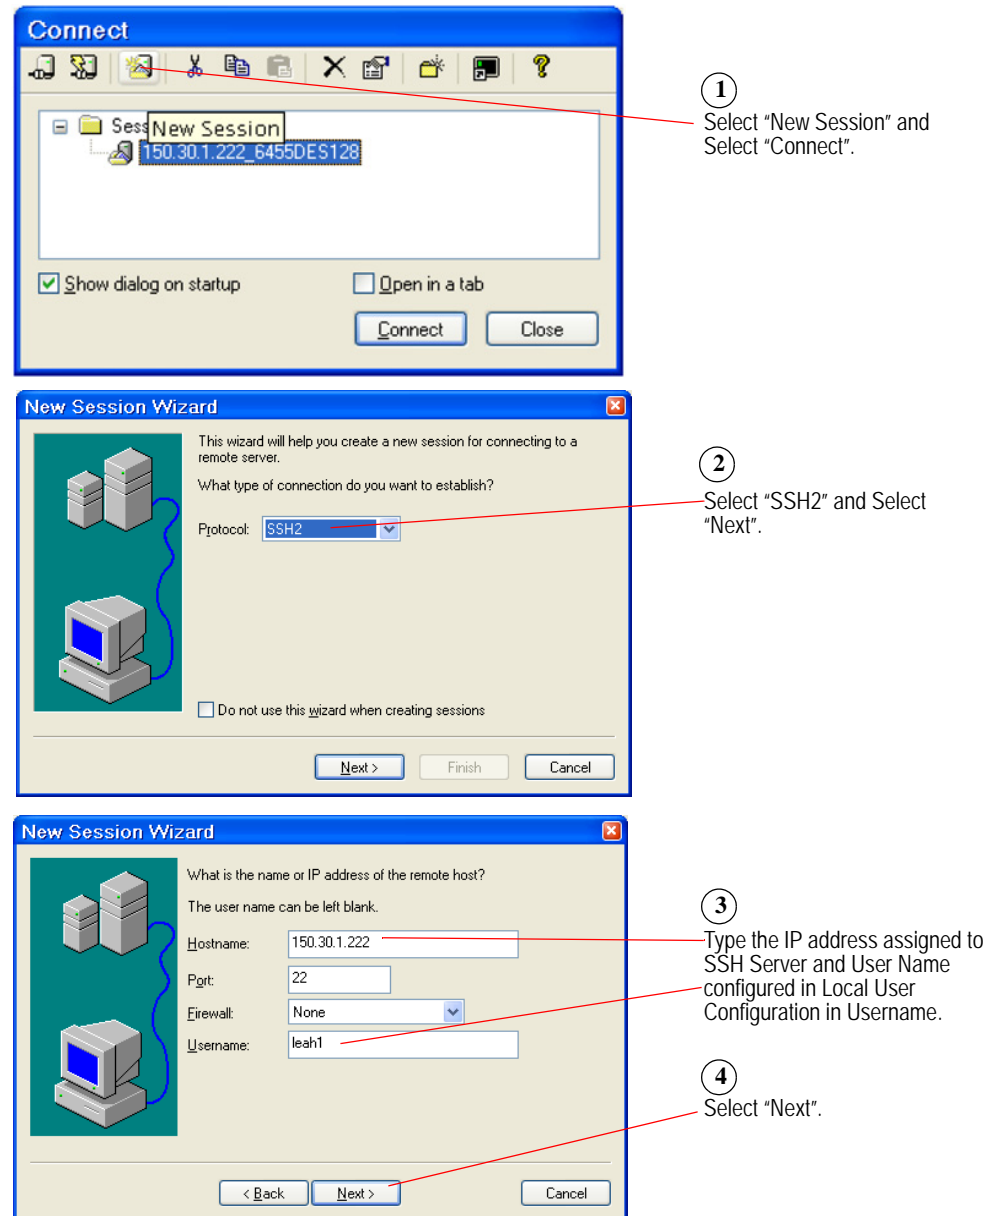 Connect
Sess New Session
150.30.1.222_6455DES128
Show dialog on startup
Open in a tab
Connect
Close
1
Select “New Session” and
Select “Connect”.
New Session Wizard
This wizard will help you create a new session for connecting to a
remote server.
What type of connection do you want to establish?
Protocol: SSH2
Do not use this wizard when creating sessions
Next >
Finish
Cancel
2
Select “SSH2” and Select
“Next”.
New Session Wizard
What is the name or IP address of the remote host?
The user name can be left blank.
Hostname: 150.30.1.222
Port: 22
Firewall: None
Username: leah1
< Back
Next >
Cancel
3
Type the IP address assigned to
SSH Server and User Name
configured in Local User
Configuration in Username.
4
Select “Next”.